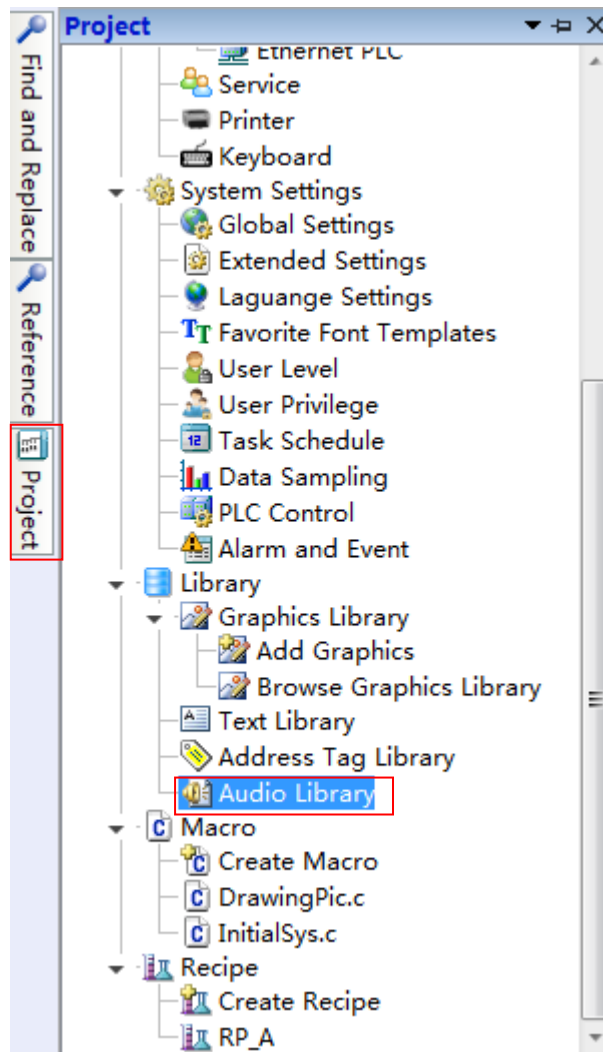 Project
Find and Replace
Reference
Project
Ethernet PLC
Service
Printer
Keyboard
System Settings
Global Settings
Extended Settings
Laguange Settings
TT Favorite Font Templates
User Level
User Privilege
12 Task Schedule
Data Sampling
PLC Control
Alarm and Event
Library
Graphics Library
Add Graphics
Browse Graphics Library
A Text Library
Address Tag Library
Audio Library
C Macro
C Create Macro
C DrawingPic.c
C InitialSys.c
Recipe
Create Recipe
RP_A